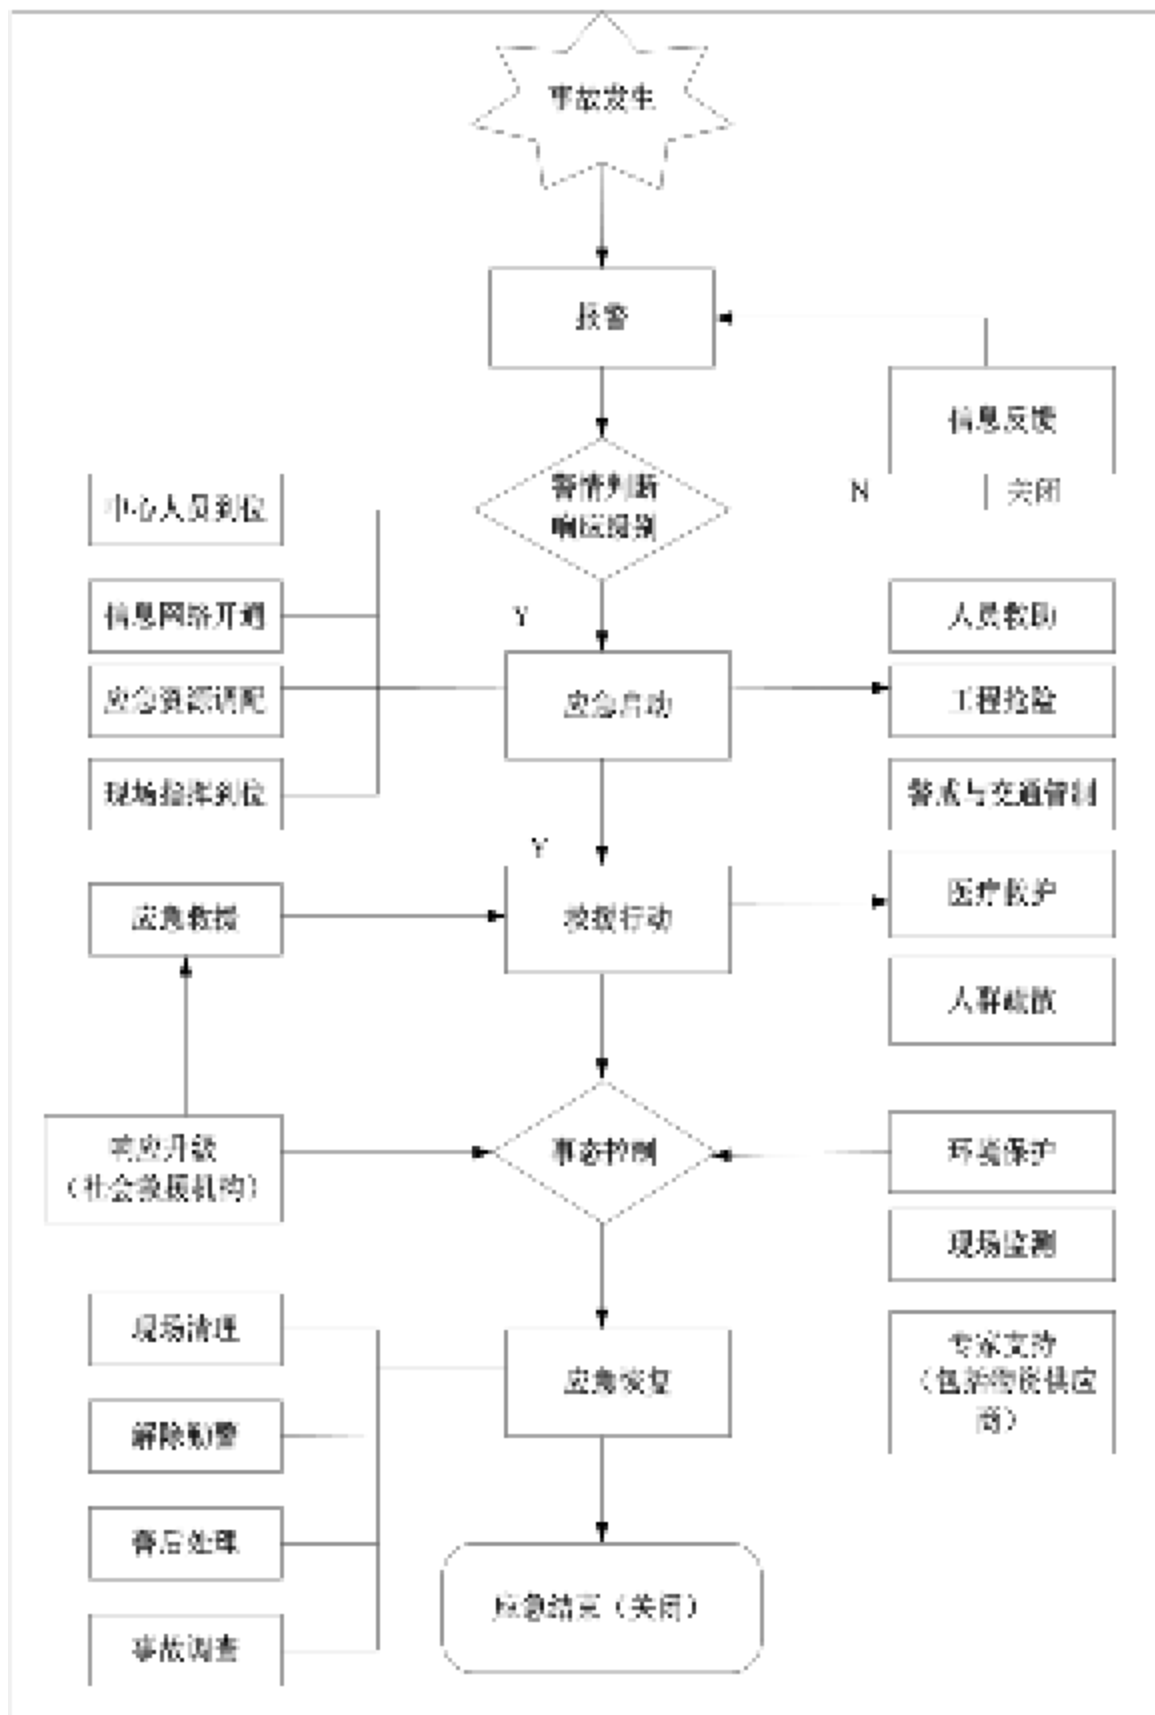 事故发生
报警
信息反馈
警情判断
响应级别
N
关闭
中心人员到位
信息网络开通
Y
人员救助
应急资源调配
应急启动
工程抢险
现场指挥到位
警戒与交通管制
Y
应急救援
救援行动
医疗救护
人群疏散
响应升级
（社会救援机构）
事态控制
环境保护
现场监测
现场清理
应急恢复
专家支持
（包括物资供应
商）
解除
善后处理
应急结束（关闭）
事故调查